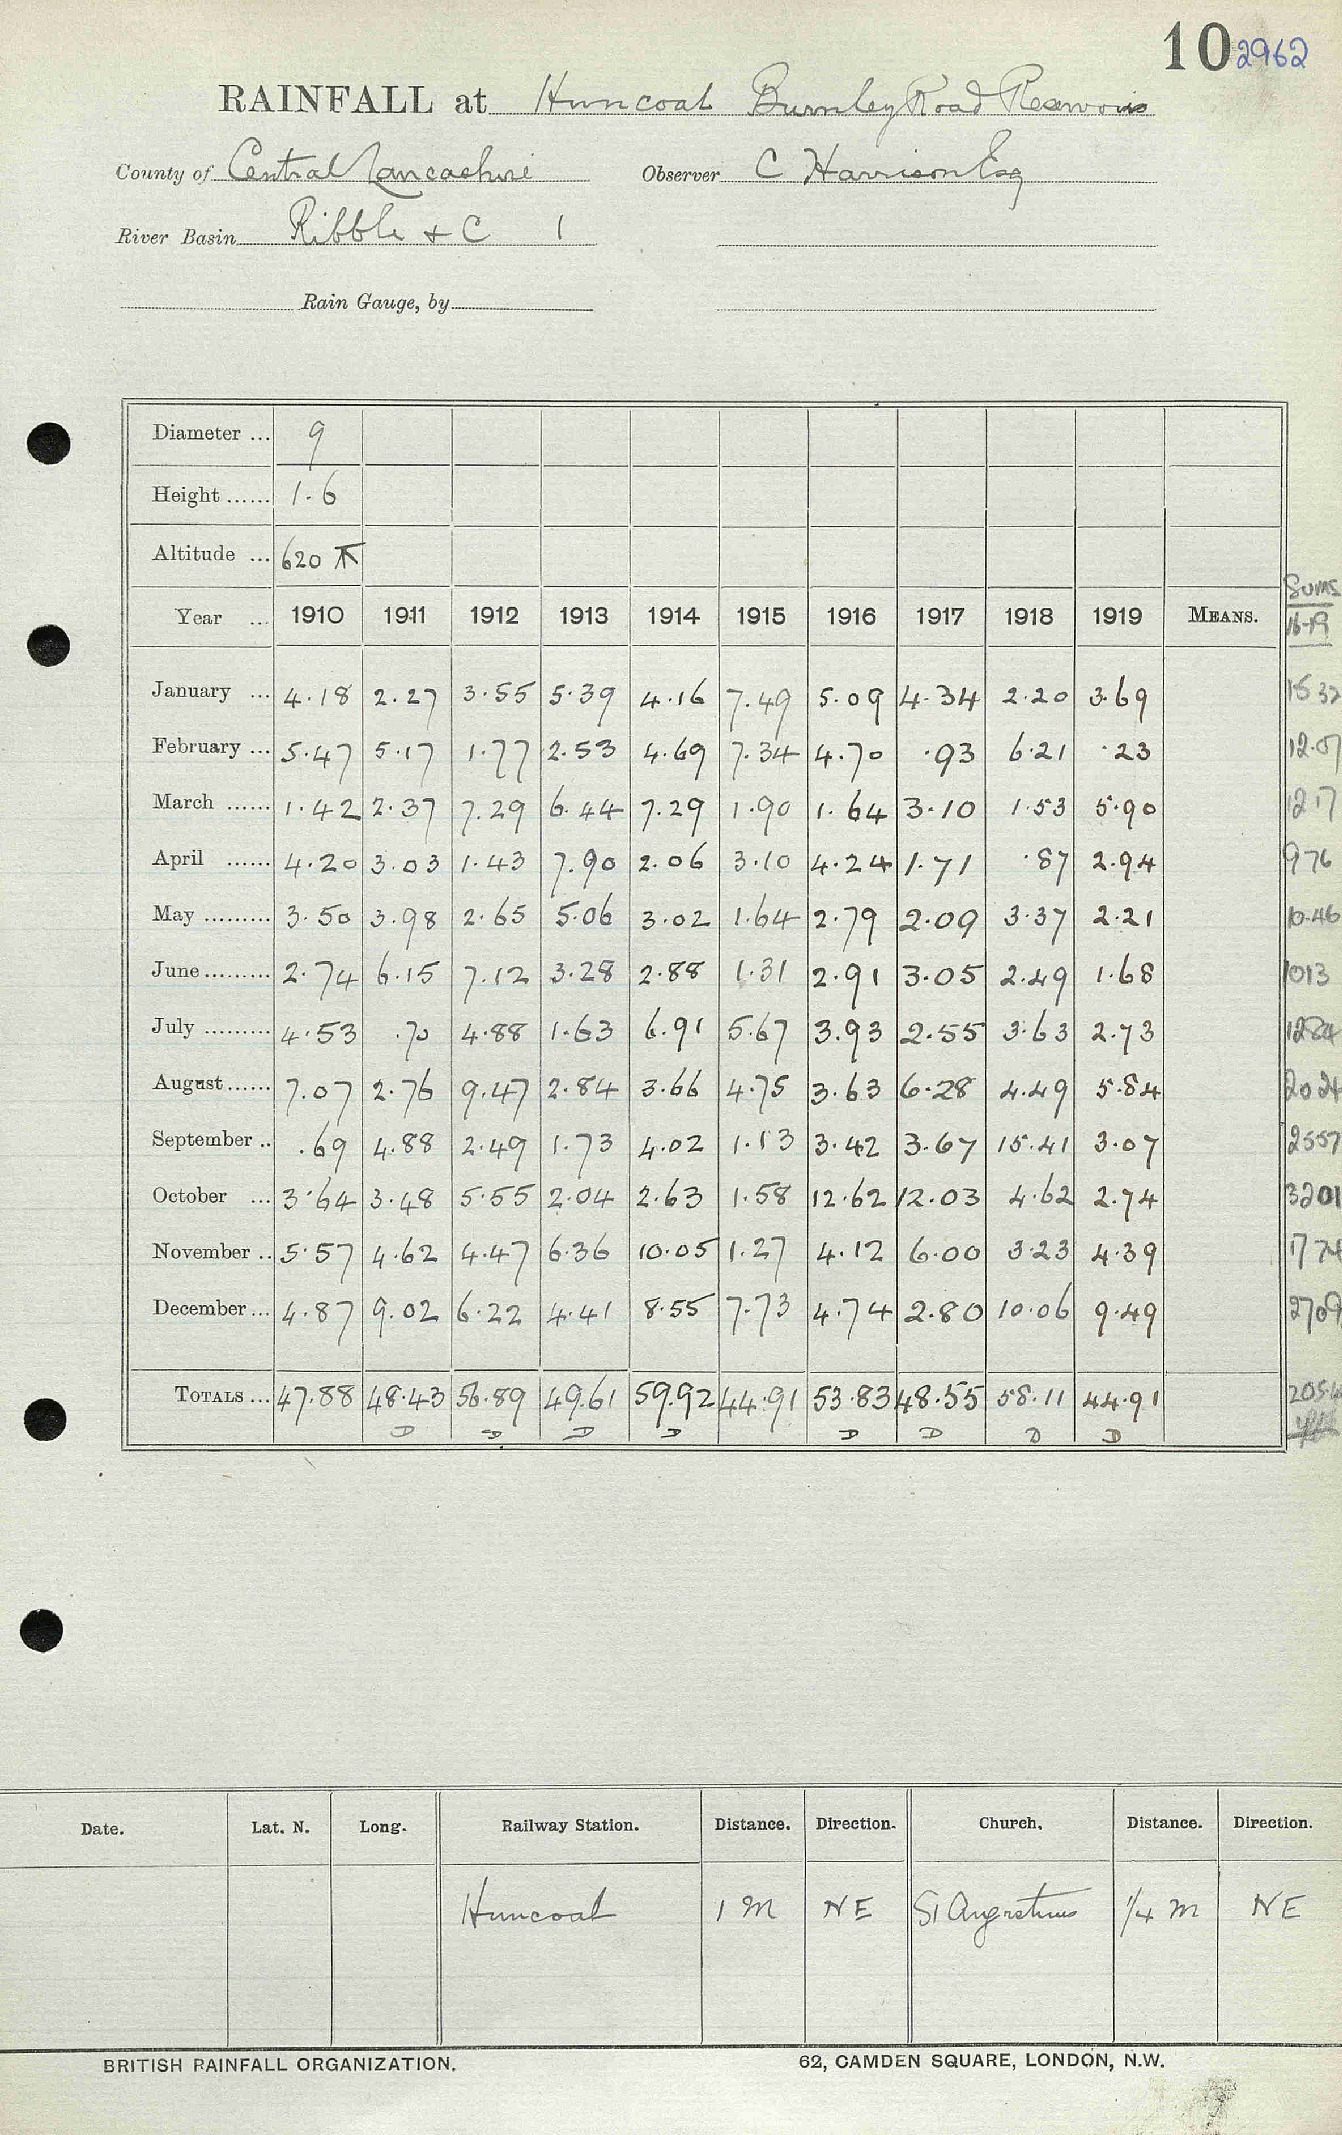 10 2962
RAINFALL at Huncoat Burnley Road Reservoir
County of Central Lancashire Observer C Harrison Esq
River Basin Ribble + C 1
Rain Gauge, by
Diameter ... 9
Height ...... 1.6
Altitude ... 620
Sums
Year ... 1910 1911 1912 1913 1914 1915 1916 1917 1918 1919 MEANS. 16-19
January ... 4.18 2.27 3.55 5.39 4.16 7.49 5.09 4.34 2.20 3.69 1532
February ... 5.47 5.17 1.77 2.53 4.69 7.34 4.70 .93 6.21 .23 12.07
March ...... 1.42 2.37 7.29 6.44 7.29 1.90 1.64 3.10 1.53 5.90 1217
April ...... 4.20 3.03 1.43 7.90 2.06 3.10 4.24 1.71 .87 2.94 976
May ......... 3.50 3.98 2.65 5.06 3.02 1.64 2.79 2.09 3.37 2.21 10.46
June ......... 2.74 6.15 7.12 3.28 2.88 1.31 2.91 3.05 2.49 1.68 1013
July ......... 4.53 .70 4.88 1.63 6.91 5.67 3.93 2.55 3.63 2.73 1284
August ...... 7.07 2.76 9.47 2.84 3.66 4.75 3.63 6.28 4.49 5.84 2024
September .. .69 4.88 2.49 1.73 4.02 1.13 3.42 3.67 15.41 3.07 2557
October ... 3.64 3.48 5.55 2.04 2.63 1.58 12.62 12.03 4.62 2.74 3201
November .. 5.57 4.62 4.47 6.36 10.05 1.27 4.12 6.00 3.23 4.39 1774
December ... 4.87 9.02 6.22 4.41 8.55 7.73 4.74 2.80 10.06 9.49 2709
TOTALS ... 47.88 48.43 56.89 49.61 59.92 44.91 53.83 48.55 58.11 44.91
D D D D D D D D
Date. Lat. N. Long. Railway Station. Distance. Direction. Church. Distance. Direction.
Huncoat 1 M NE St Augustines 1/4 M NE
BRITISH RAINFALL ORGANIZATION. 62, CAMDEN SQUARE, LONDON, N.W.